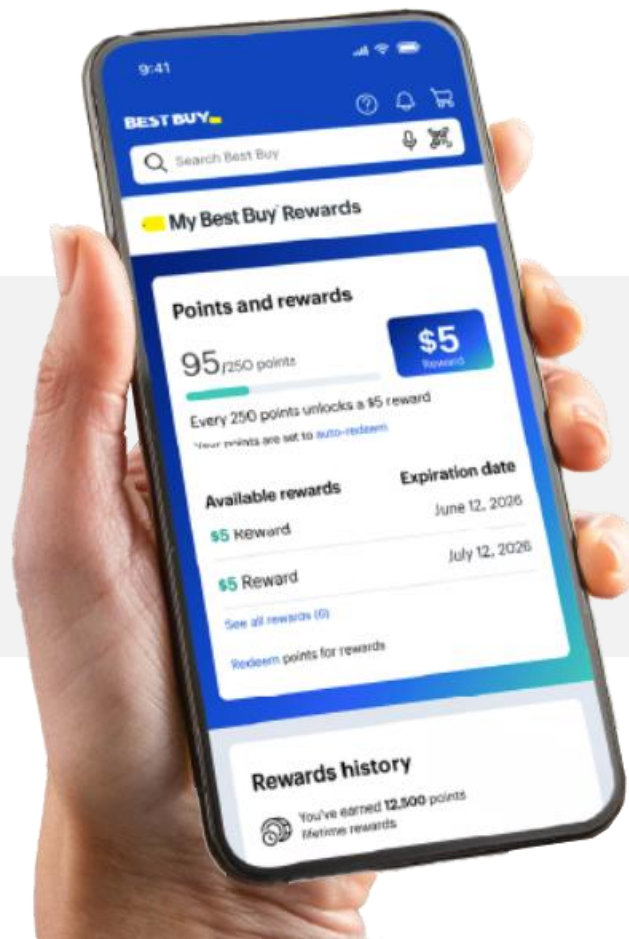 9:41
BEST BUY
Search Best Buy
My Best Buy Rewards
Points and rewards
95/250 points
$5
Reward
Every 250 points unlocks a $5 reward
Your points are set to auto-redeem
Available rewards Expiration date
$5 Reward June 12, 2026
$5 Reward July 12, 2026
See all rewards (6)
Redeem points for rewards
Rewards history
You've earned 12,500 points
lifetime rewards